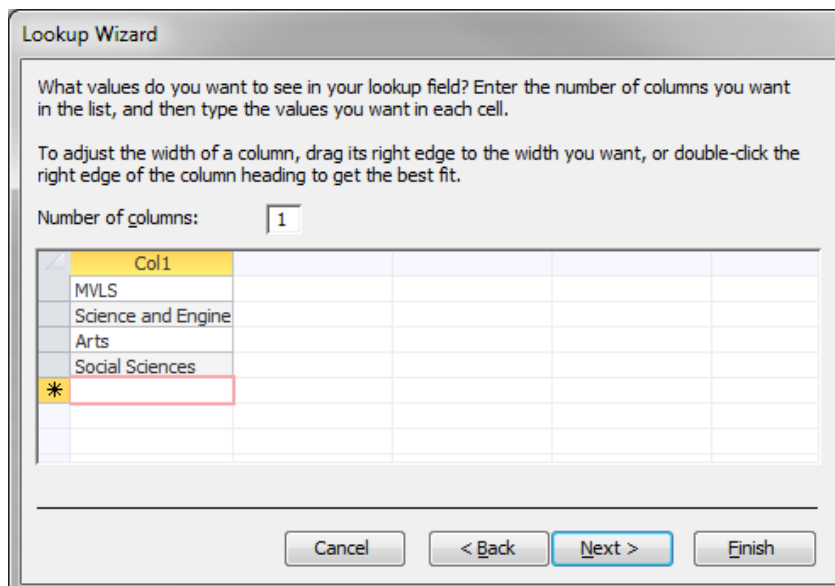 Lookup Wizard
What values do you want to see in your lookup field? Enter the number of columns you want
in the list, and then type the values you want in each cell.
To adjust the width of a column, drag its right edge to the width you want, or double-click the
right edge of the column heading to get the best fit.
Number of columns: 1
Col1
MVLS
Science and Engine
Arts
Social Sciences
Cancel < Back Next > Finish